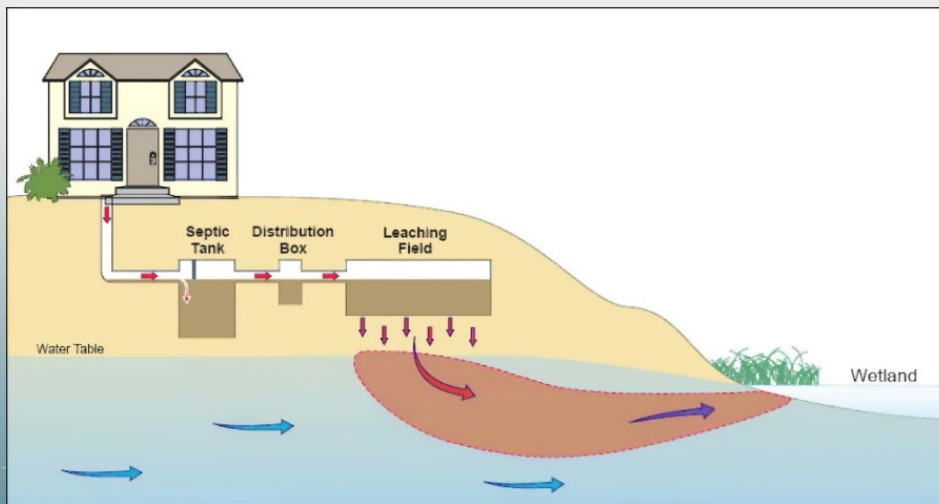 Septic
Tank
Distribution
Box
Leaching
Field
Water Table
Wetland